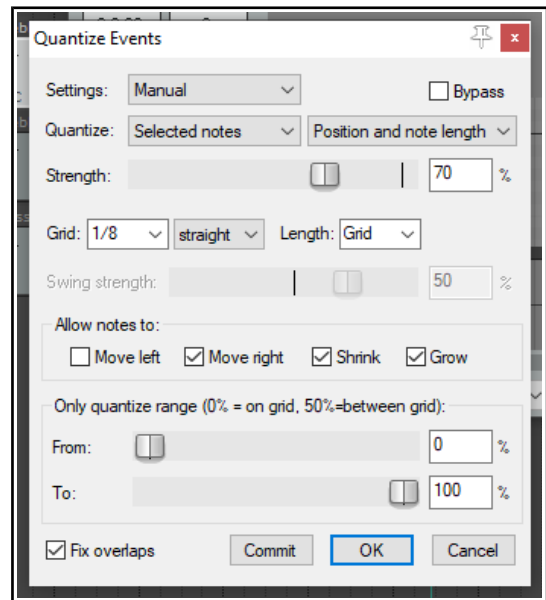 Quantize Events
x
Settings: Manual Bypass
Quantize: Selected notes Position and note length
Strength: 70 %
Grid: 1/8 straight Length: Grid
Swing strength: 50 %
Allow notes to:
Move left Move right Shrink Grow
Only quantize range (0% = on grid, 50%=between grid):
From: 0 %
To: 100 %
Fix overlaps Commit OK Cancel